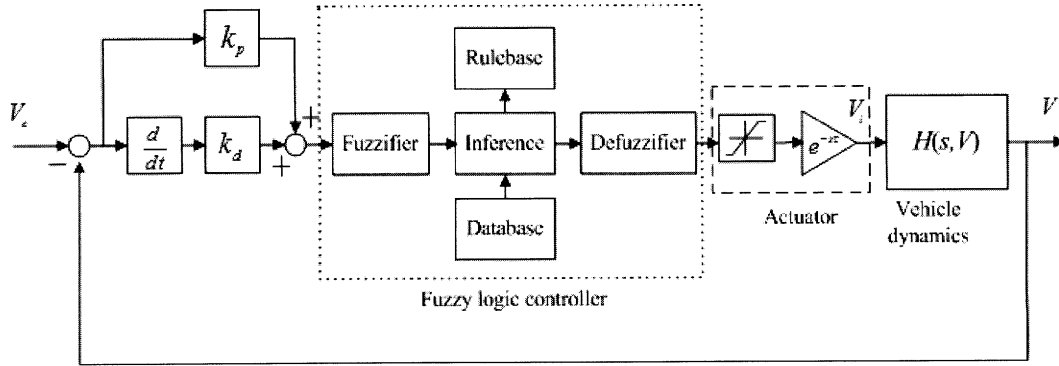 k_p
Rulebase
V_c
+
V_i
V
−
d/dt
k_d
+
Fuzzifier
Inference
Defuzzifier
e^{-sτ}
H(s,V)
Actuator
Vehicle
dynamics
Database
Fuzzy logic controller